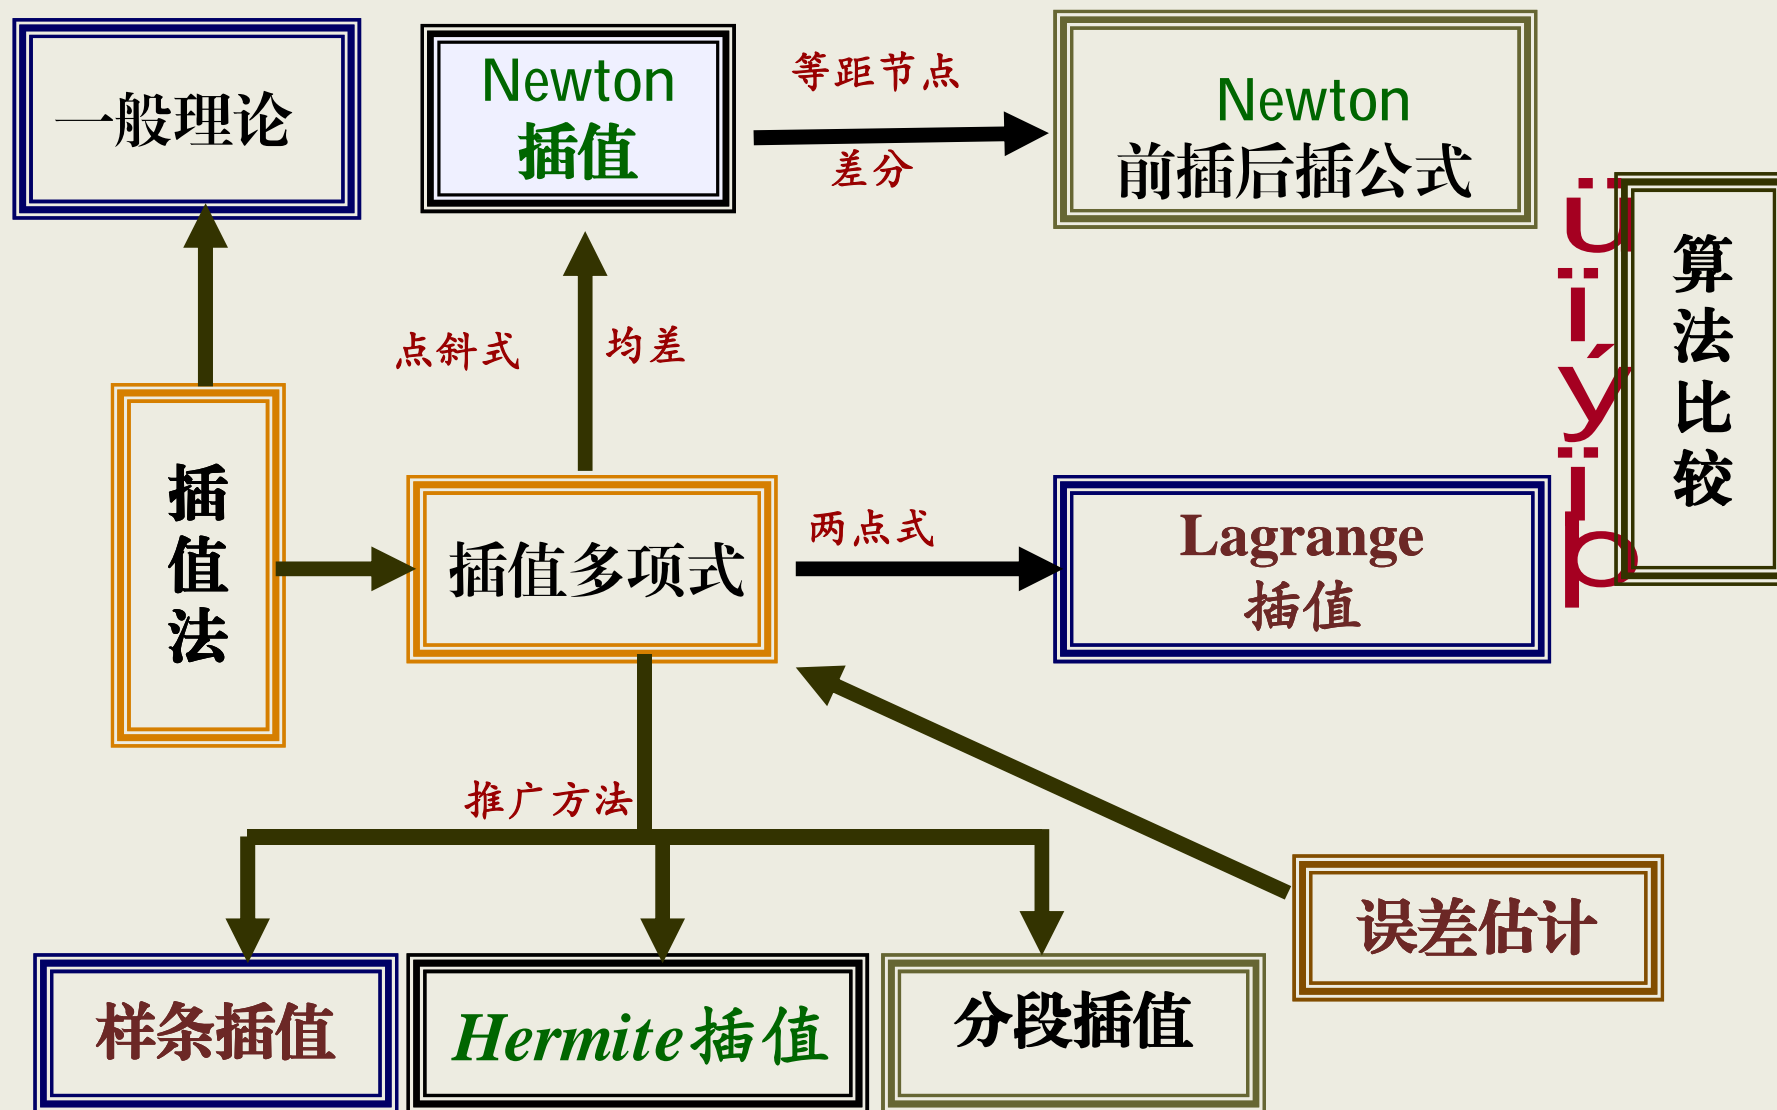 一般理论
Newton
插值
等距节点
差分
Newton
前插后插公式
üïýïþ
算法比较
点斜式
均差
插值法
插值多项式
两点式
Lagrange
插值
推广方法
误差估计
样条插值
Hermite插值
分段插值